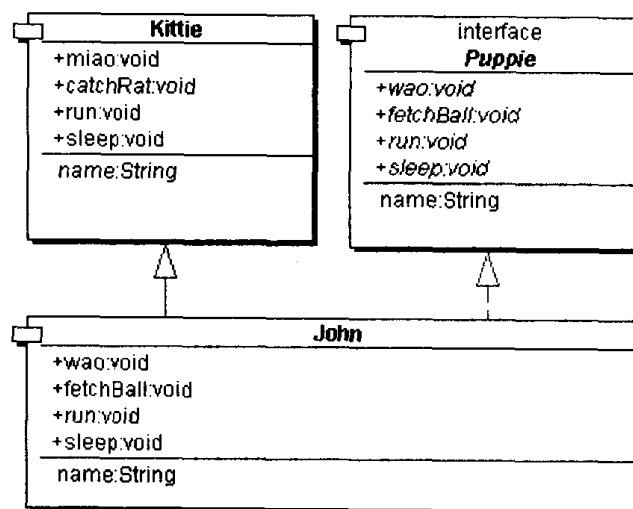 Kittie
+miao:void
+catchRat:void
+run:void
+sleep:void
name:String
interface
Puppie
+wao:void
+fetchBall:void
+run:void
+sleep:void
name:String
John
+wao:void
+fetchBall:void
+run:void
+sleep:void
name:String